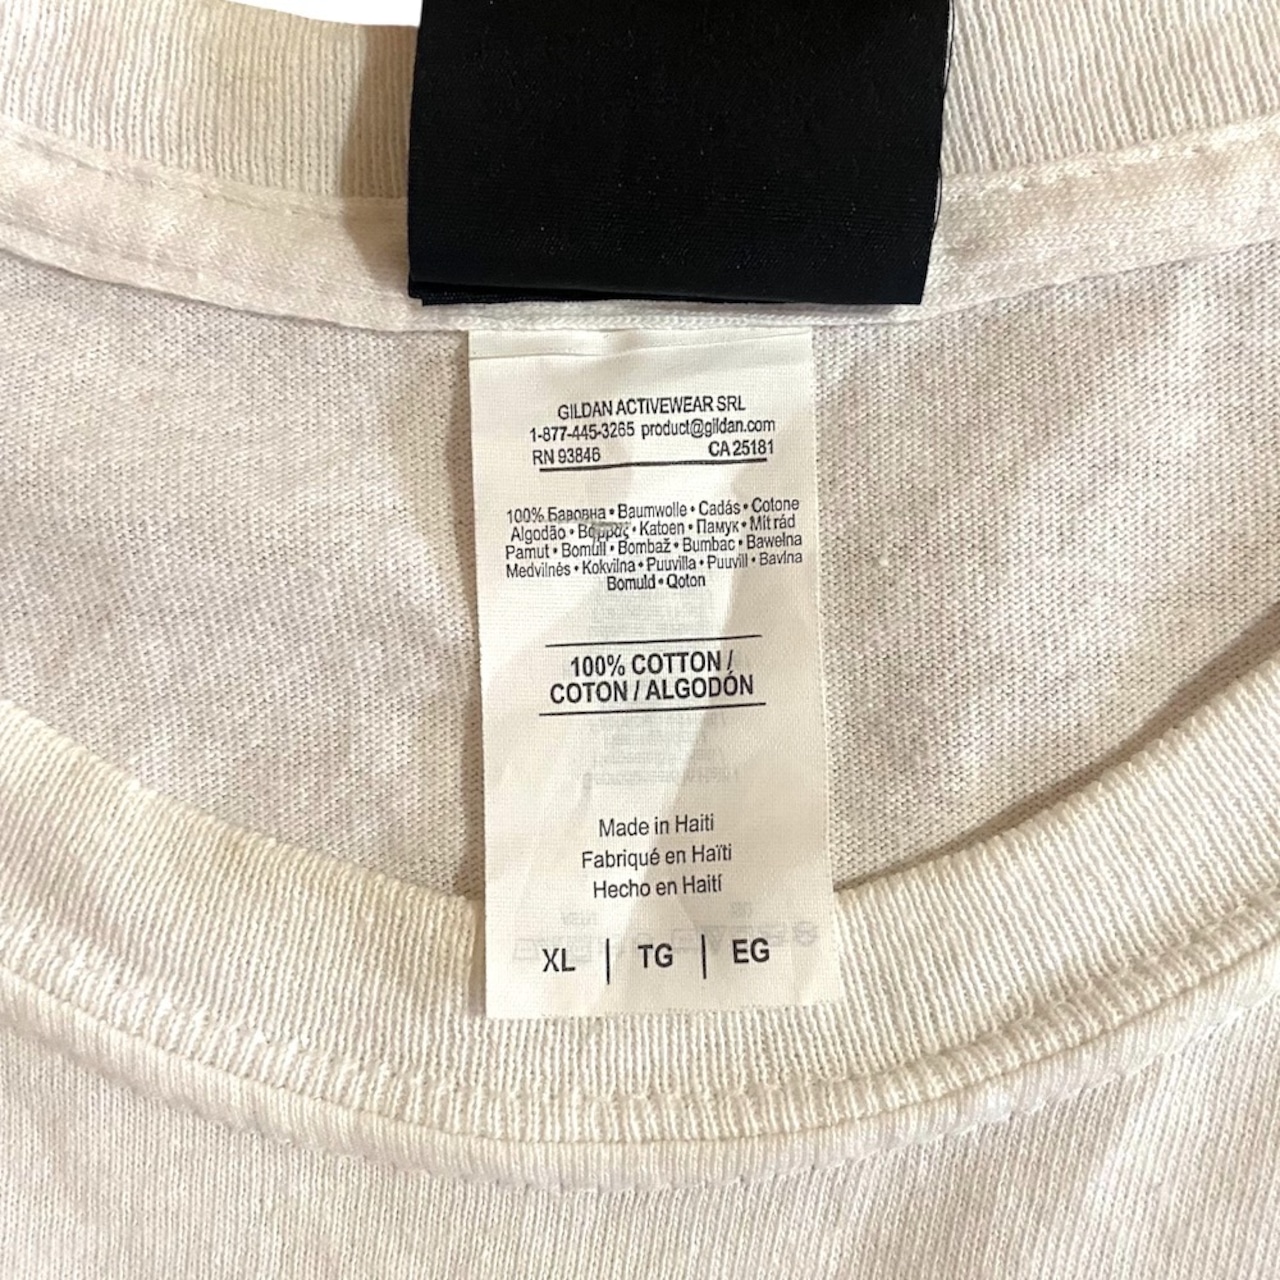 GILDAN ACTIVEWEAR SRL
1-877-445-3265 product@gildan.com
RN 93846 CA 25181
100% Бавовна • Baumwolle • Cadás • Cotone
Algodão • Βαμβάς • Katoen • Памук • Mít rád
Pamut • Bomull • Bombaž • Bumbac • Bawełna
Medvilnės • Kokvilna • Puuvilla • Puuvill • Bavlna
Bomuld • Qoton
100% COTTON /
COTON / ALGODÓN
Made in Haiti
Fabriqué en Haïti
Hecho en Haití
XL | TG | EG